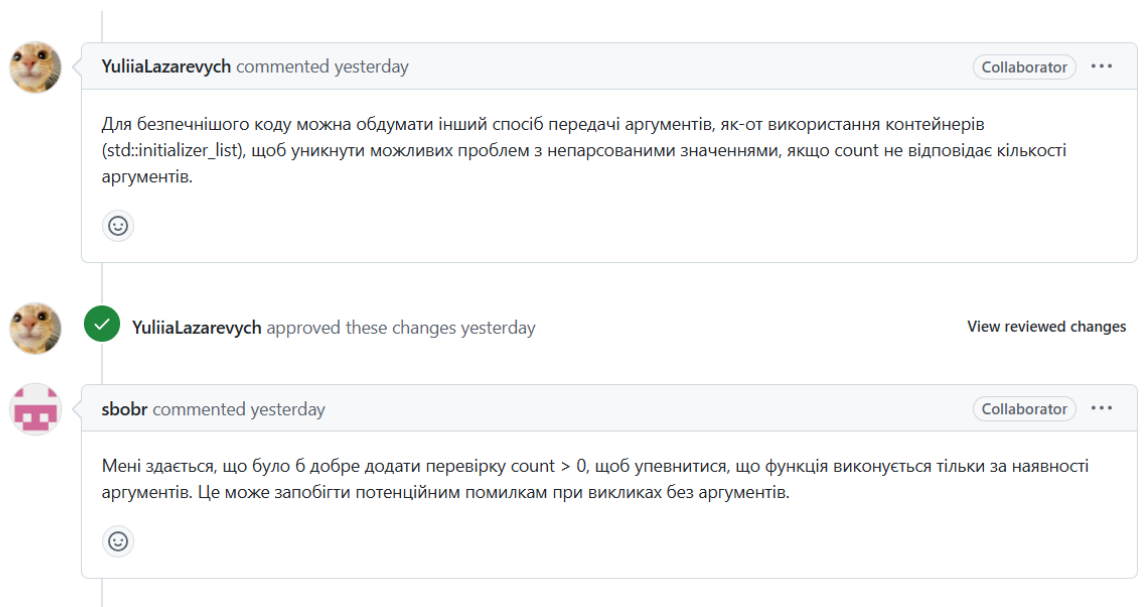 YuliiaLazarevych commented yesterday
Collaborator ...
Для безпечнішого коду можна обдумати інший спосіб передачі аргументів, як-от використання контейнерів
(std::initializer_list), щоб уникнути можливих проблем з непарсованими значеннями, якщо count не відповідає кількості
аргументів.
YuliiaLazarevych approved these changes yesterday
View reviewed changes
sbobr commented yesterday
Collaborator ...
Мені здається, що було б добре додати перевірку count > 0, щоб упевнитися, що функція виконується тільки за наявності
аргументів. Це може запобігти потенційним помилкам при викликах без аргументів.